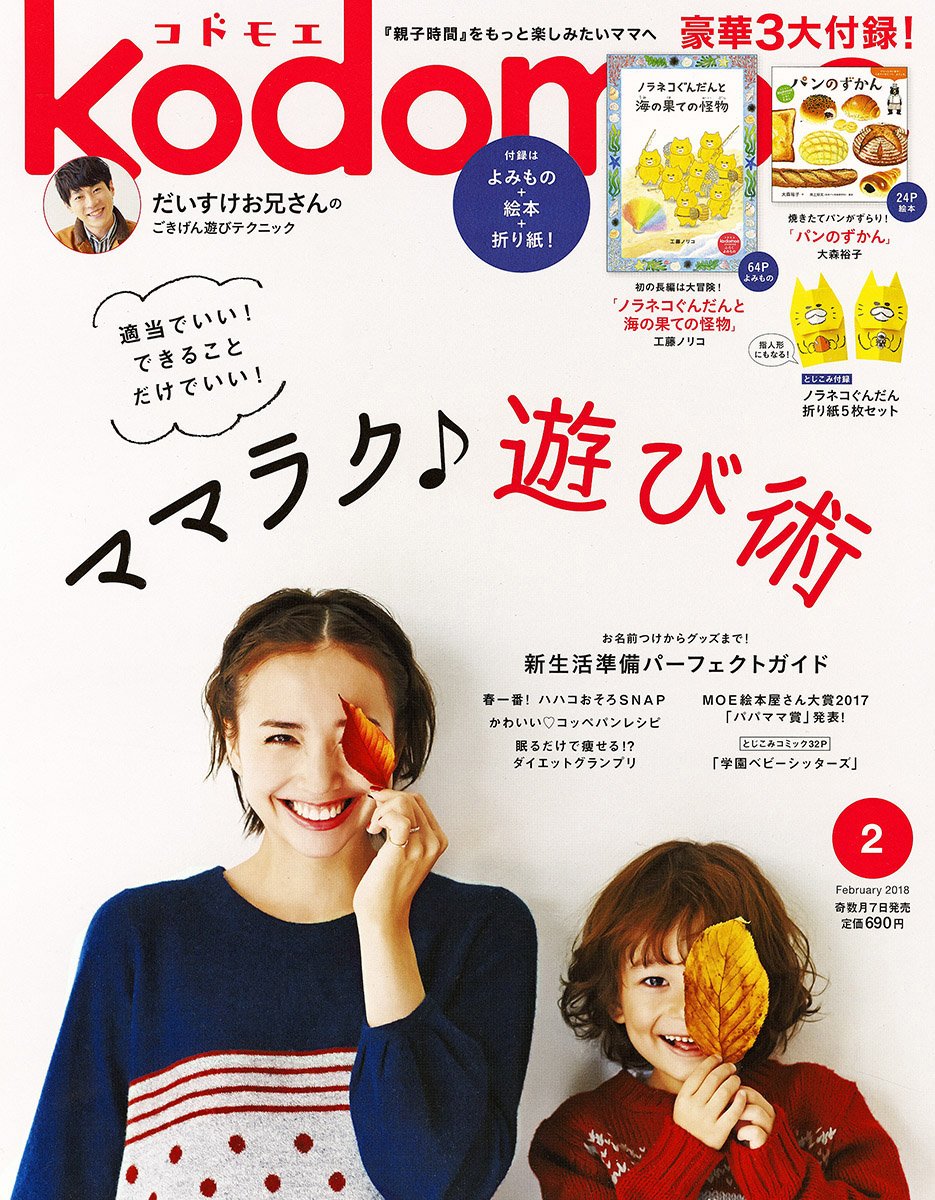 コドモエ
kodomoe
『親子時間』をもっと楽しみたいママへ
豪華3大付録!
だいすけお兄さんの
ごきげん遊びテクニック
付録は
よみもの
+
絵本
+
折り紙!
ノラネコぐんだんと
海の果ての怪物
工藤ノリコ
kodomoe
64P
よみもの
初の長編は大冒険!
「ノラネコぐんだんと
海の果ての怪物」
工藤ノリコ
パンのずかん
大森裕子
24P
絵本
焼きたてパンがずらり!
「パンのずかん」
大森裕子
指人形
にもなる!
とじこみ付録
ノラネコぐんだん
折り紙5枚セット
適当でいい!
できること
だけでいい!
ママラク♪遊び術
お名前つけからグッズまで!
新生活準備パーフェクトガイド
春一番! ハハコおそろSNAP
かわいい♡コッペパンレシピ
眠るだけで痩せる!?
ダイエットグランプリ
MOE絵本屋さん大賞2017
「パパママ賞」発表!
とじこみコミック32P
「学園ベビーシッターズ」
2
February 2018
奇数月7日発売
定価690円